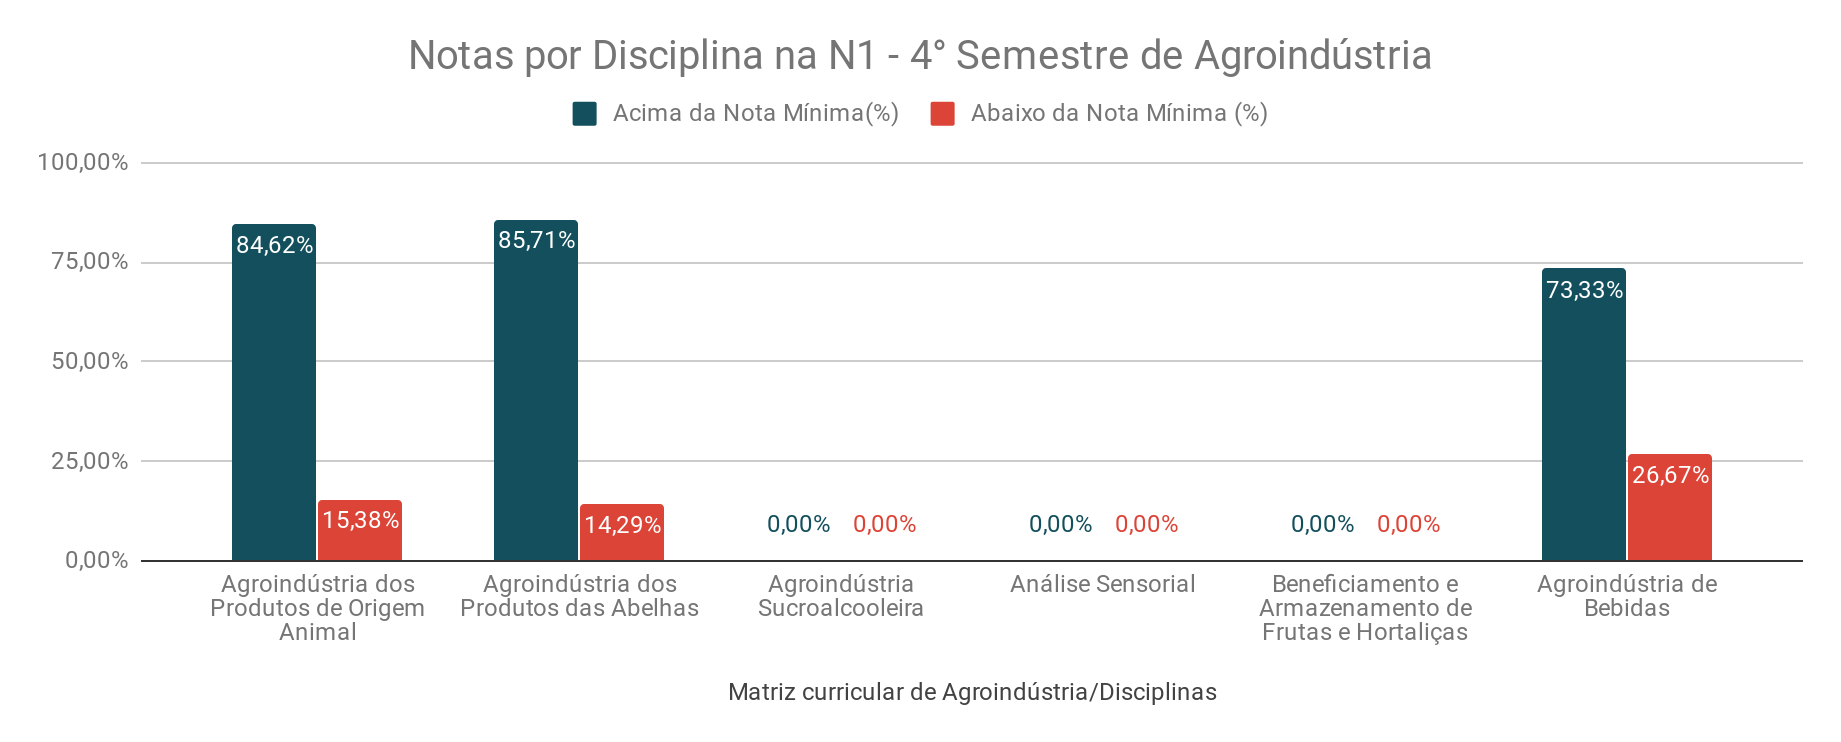 Notas por Disciplina na N1 - 4° Semestre de Agroindústria
Acima da Nota Mínima(%)
Abaixo da Nota Mínima (%)
100,00%
75,00%
50,00%
25,00%
0,00%
84,62%
15,38%
85,71%
14,29%
0,00%
0,00%
0,00%
0,00%
0,00%
0,00%
73,33%
26,67%
Agroindústria dos
Produtos de Origem
Animal
Agroindústria dos
Produtos das Abelhas
Agroindústria
Sucroalcooleira
Análise Sensorial
Beneficiamento e
Armazenamento de
Frutas e Hortaliças
Agroindústria de
Bebidas
Matriz curricular de Agroindústria/Disciplinas